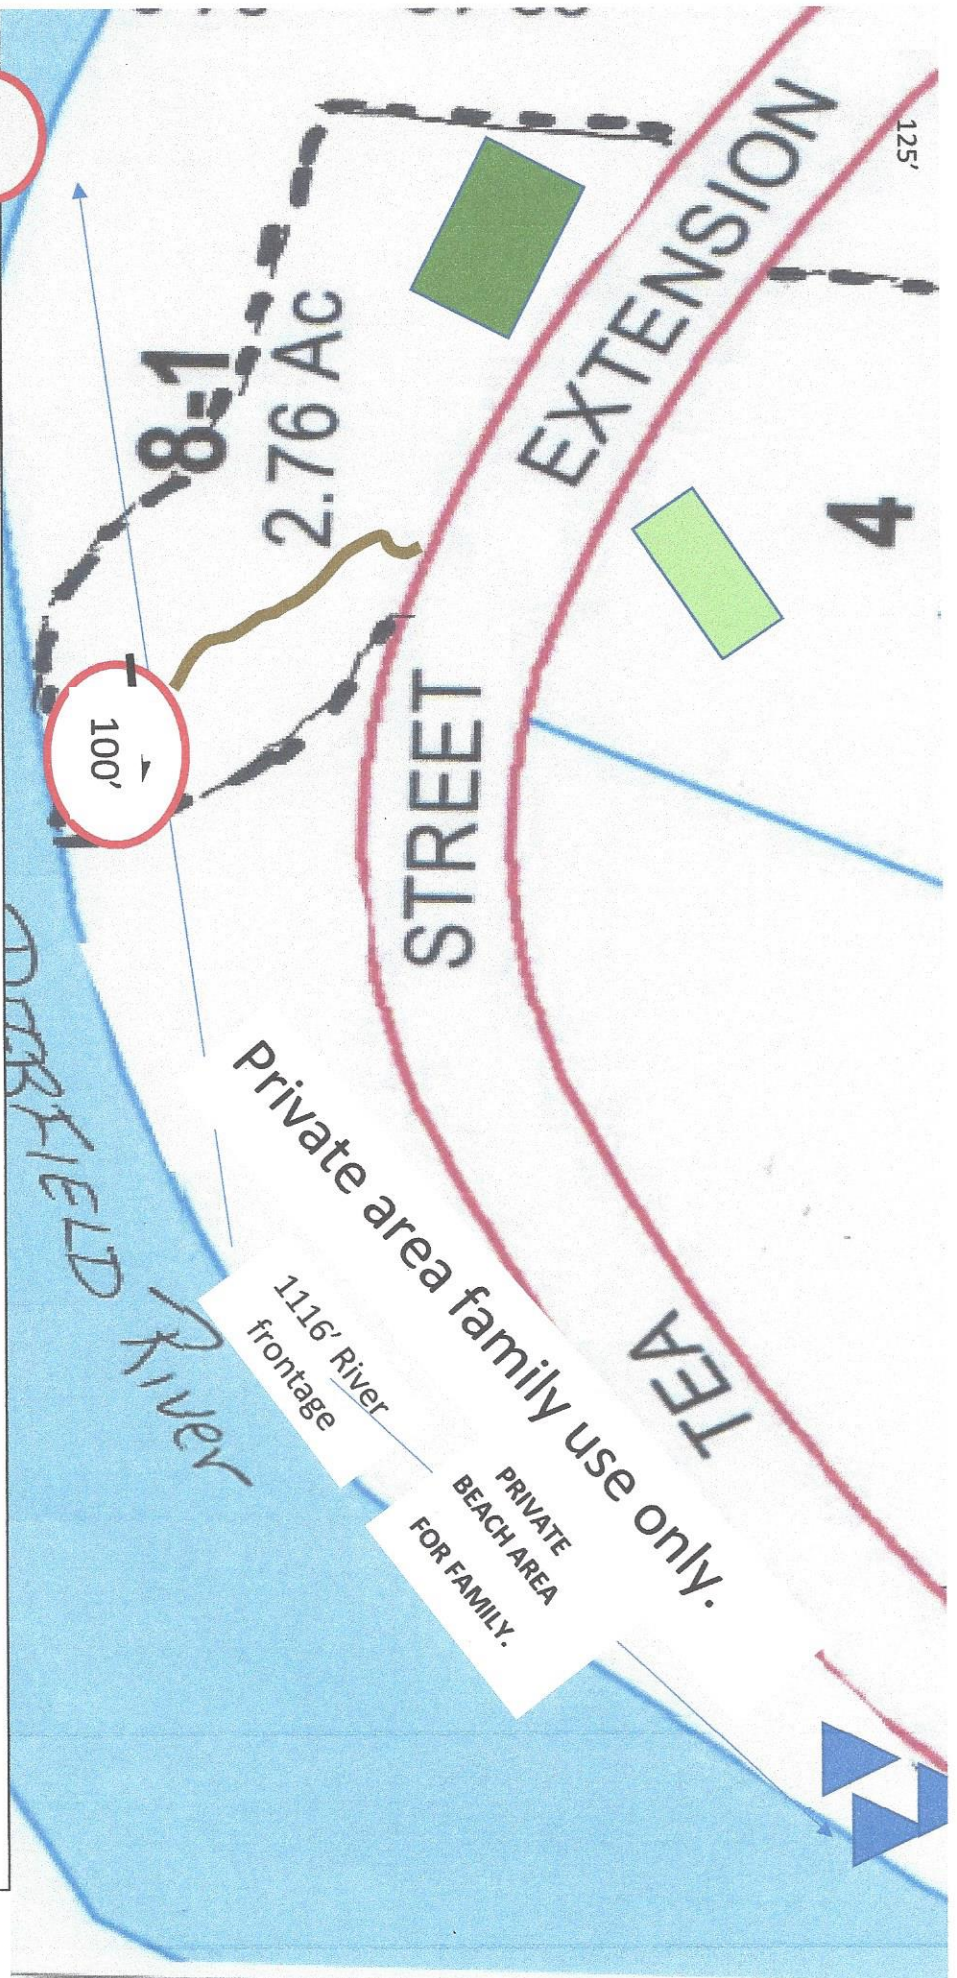 125'
TEA
STREET
EXTENSION
4
2.76 Ac
8-1
100'
Private area family use only.
1116' River
frontage
PRIVATE
BEACH AREA
FOR FAMILY.
DEERFIELD River